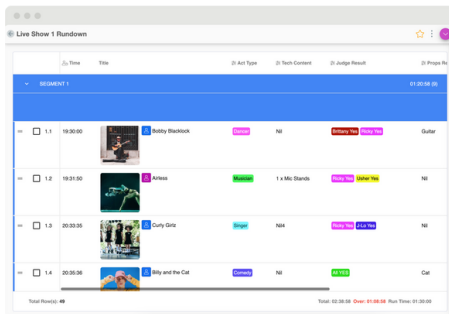 Live Show 1 Rundown
Time Title Act Type Tech Content Judge Result Props Re
SEGMENT 1 01:20:58 (0)
1.1 19:30:00 Bobby Blacklock Dancer Nil Brittany Yes Ricky Yes Guitar
1.2 19:31:50 Airless Musician 1 x Mic Stands Ricky Yes Usher Yes Nil
1.3 20:33:35 Curly Girlz Singer Nil4 Ricky Yes J-Lo Yes Nil
1.4 20:35:06 Billy and the Cat Comedy Nil All YES Cat
Total Row(s): 49 Total: 02:38:58 Over: 01:08:58 Run Time: 01:30:00